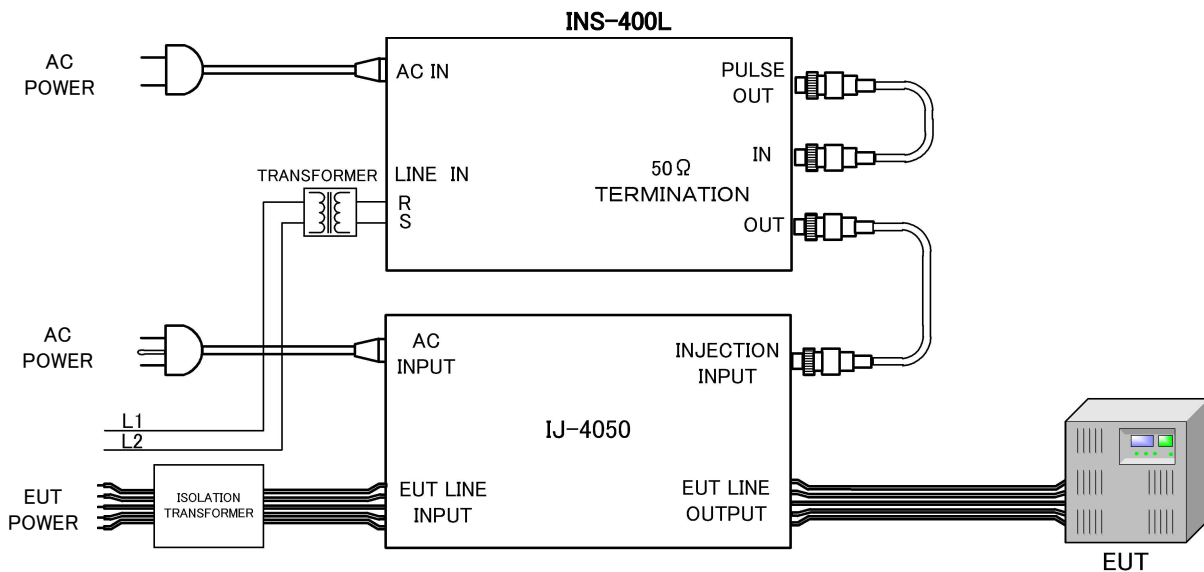 INS-400L
AC
POWER
AC IN
PULSE
OUT
IN
TRANSFORMER
LINE IN
R
S
50Ω
TERMINATION
OUT
AC
POWER
AC
INPUT
INJECTION
INPUT
L1
L2
IJ-4050
EUT
POWER
ISOLATION
TRANSFORMER
EUT LINE
INPUT
EUT LINE
OUTPUT
EUT